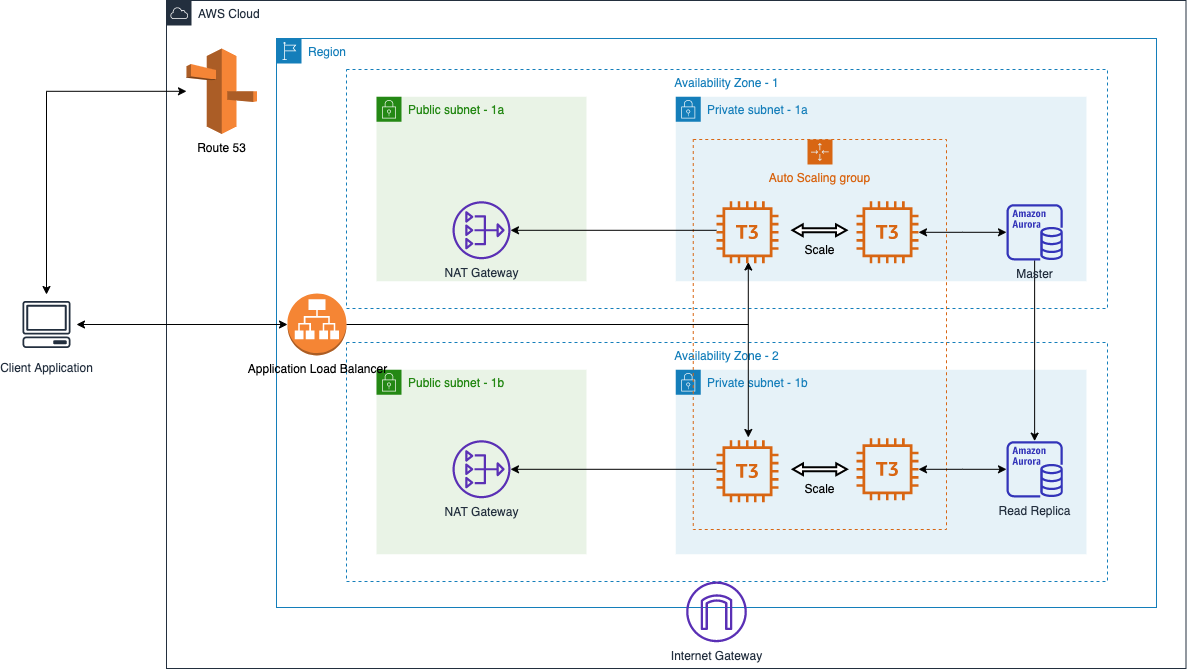 AWS Cloud
Region
Route 53
Availability Zone - 1
Public subnet - 1a
Private subnet - 1a
Auto Scaling group
T3
T3
Scale
Amazon
Aurora
NAT Gateway
Master
Client Application
Application Load Balancer
Availability Zone - 2
Public subnet - 1b
Private subnet - 1b
T3
T3
Scale
Amazon
Aurora
NAT Gateway
Read Replica
Internet Gateway